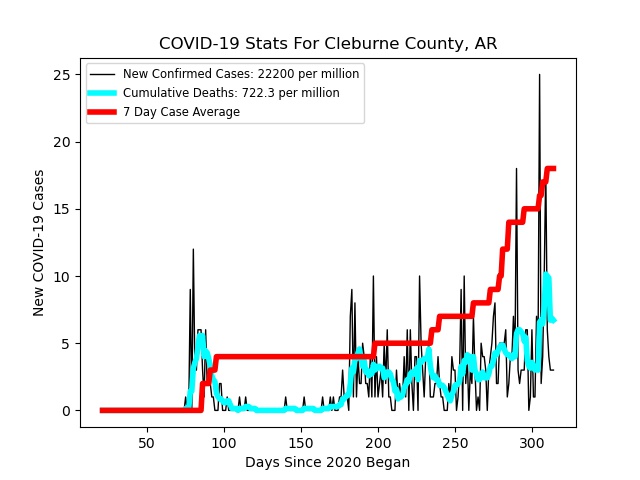 COVID-19 Stats For Cleburne County, AR
New Confirmed Cases: 22200 per million
Cumulative Deaths: 722.3 per million
7 Day Case Average
New COVID-19 Cases
25
20
15
10
5
0
50 100 150 200 250 300
Days Since 2020 Began